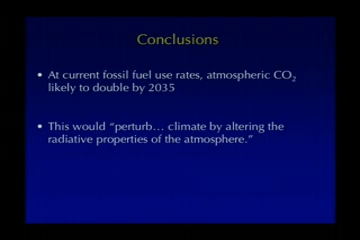 Conclusions
• At current fossil fuel use rates, atmospheric CO₂
likely to double by 2035
• This would “perturb… climate by altering the
radiative properties of the atmosphere.”